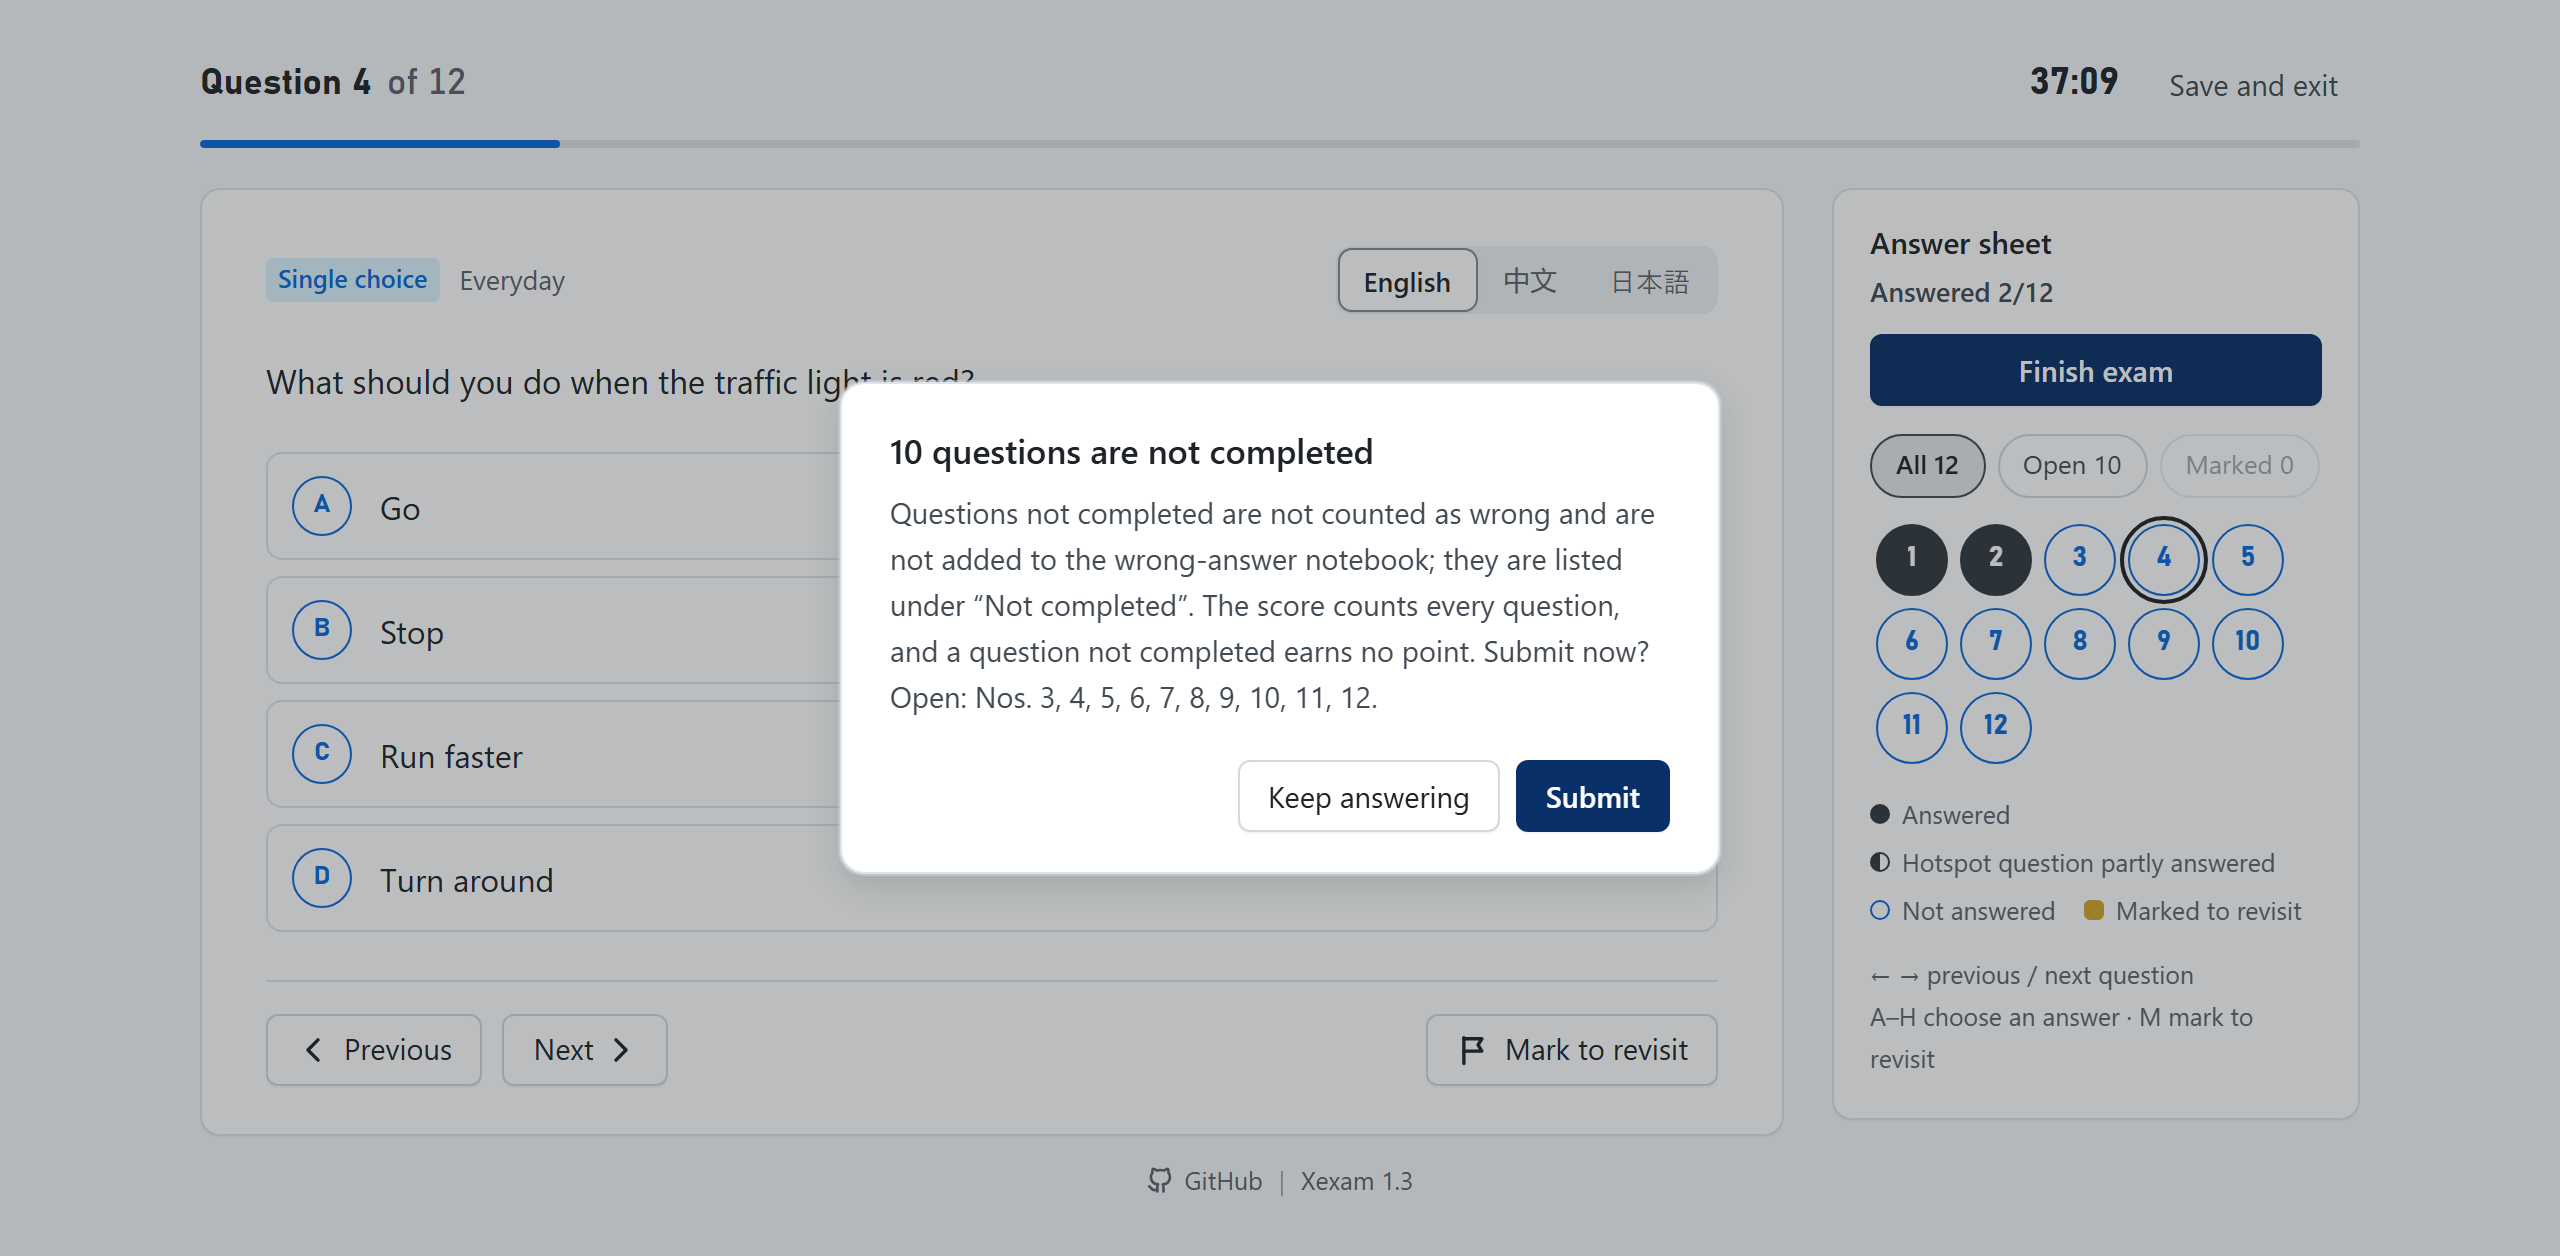 Question 4 of 12
37:09
Save and exit
Single choice
Everyday
English
中文
日本語
What should you do when the traffic light is red?
A
Go
B
Stop
C
Run faster
D
Turn around
Previous
Next
Mark to revisit
10 questions are not completed
Questions not completed are not counted as wrong and are
not added to the wrong-answer notebook; they are listed
under “Not completed”. The score counts every question,
and a question not completed earns no point. Submit now?
Open: Nos. 3, 4, 5, 6, 7, 8, 9, 10, 11, 12.
Keep answering
Submit
Answer sheet
Answered 2/12
Finish exam
All 12
Open 10
Marked 0
1 2 3 4 5
6 7 8 9 10
11 12
Answered
Hotspot question partly answered
Not answered
Marked to revisit
← → previous / next question
A–H choose an answer · M mark to
revisit
GitHub | Xexam 1.3